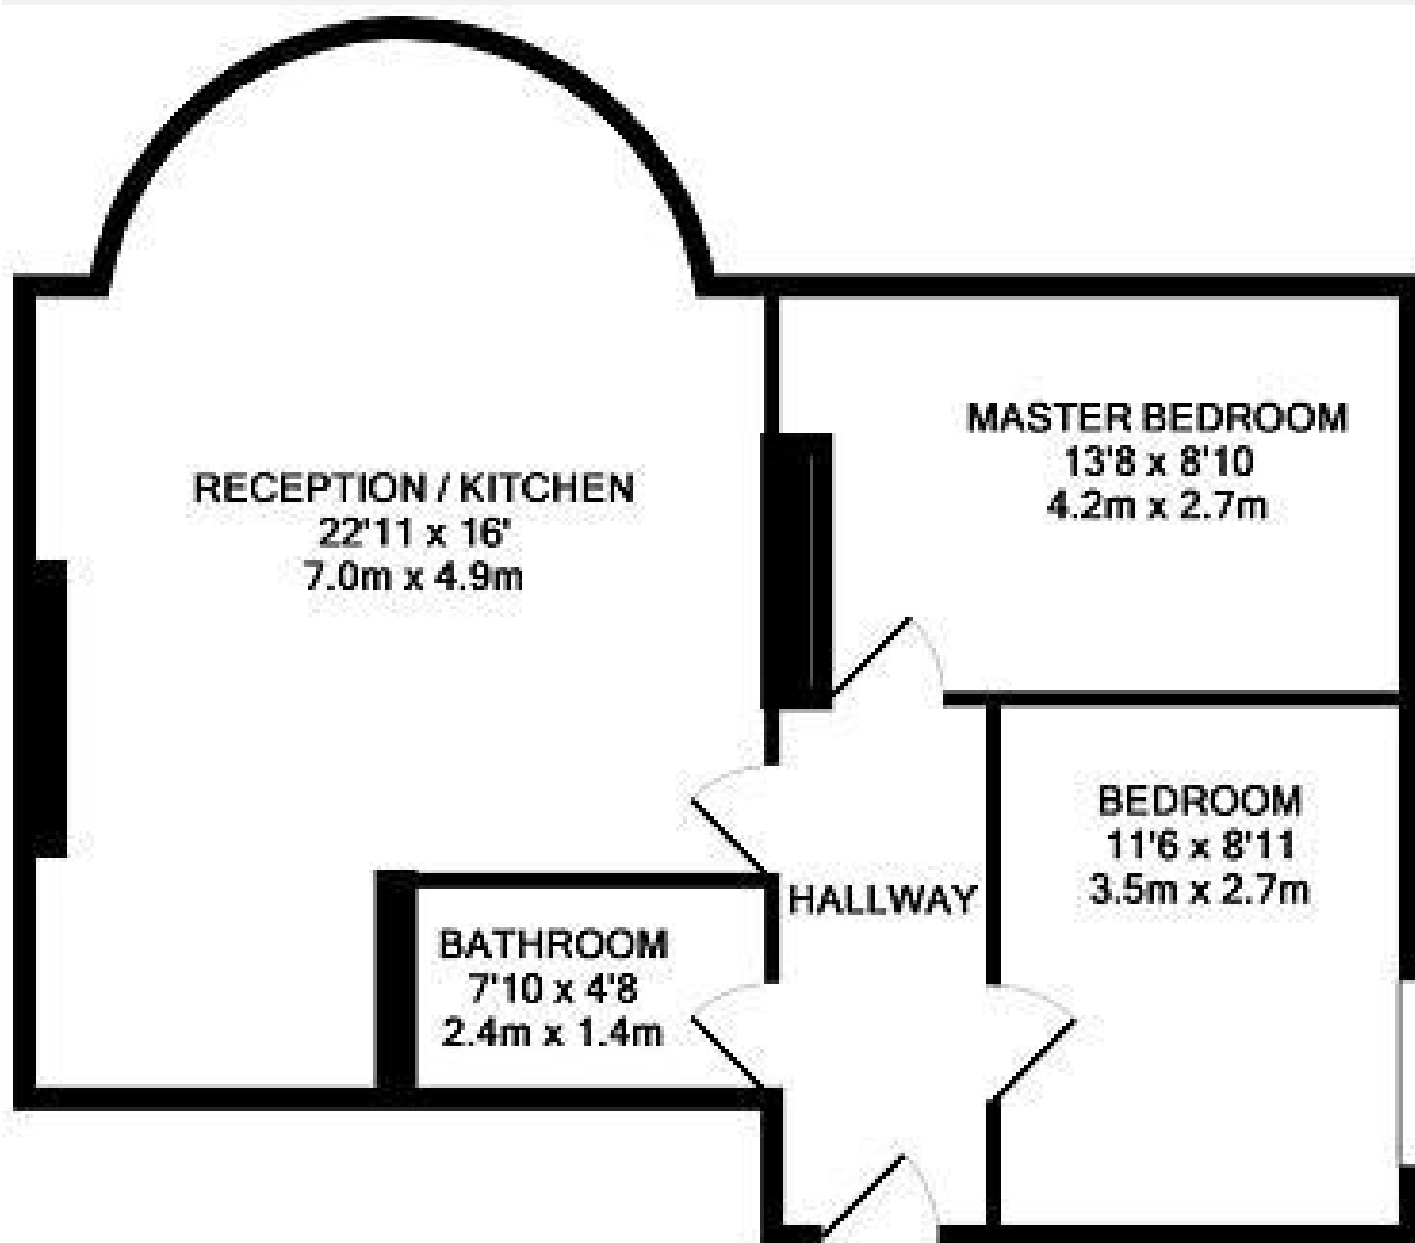 RECEPTION / KITCHEN
22'11 x 16'
7.0m x 4.9m
MASTER BEDROOM
13'8 x 8'10
4.2m x 2.7m
BEDROOM
11'6 x 8'11
3.5m x 2.7m
HALLWAY
BATHROOM
7'10 x 4'8
2.4m x 1.4m